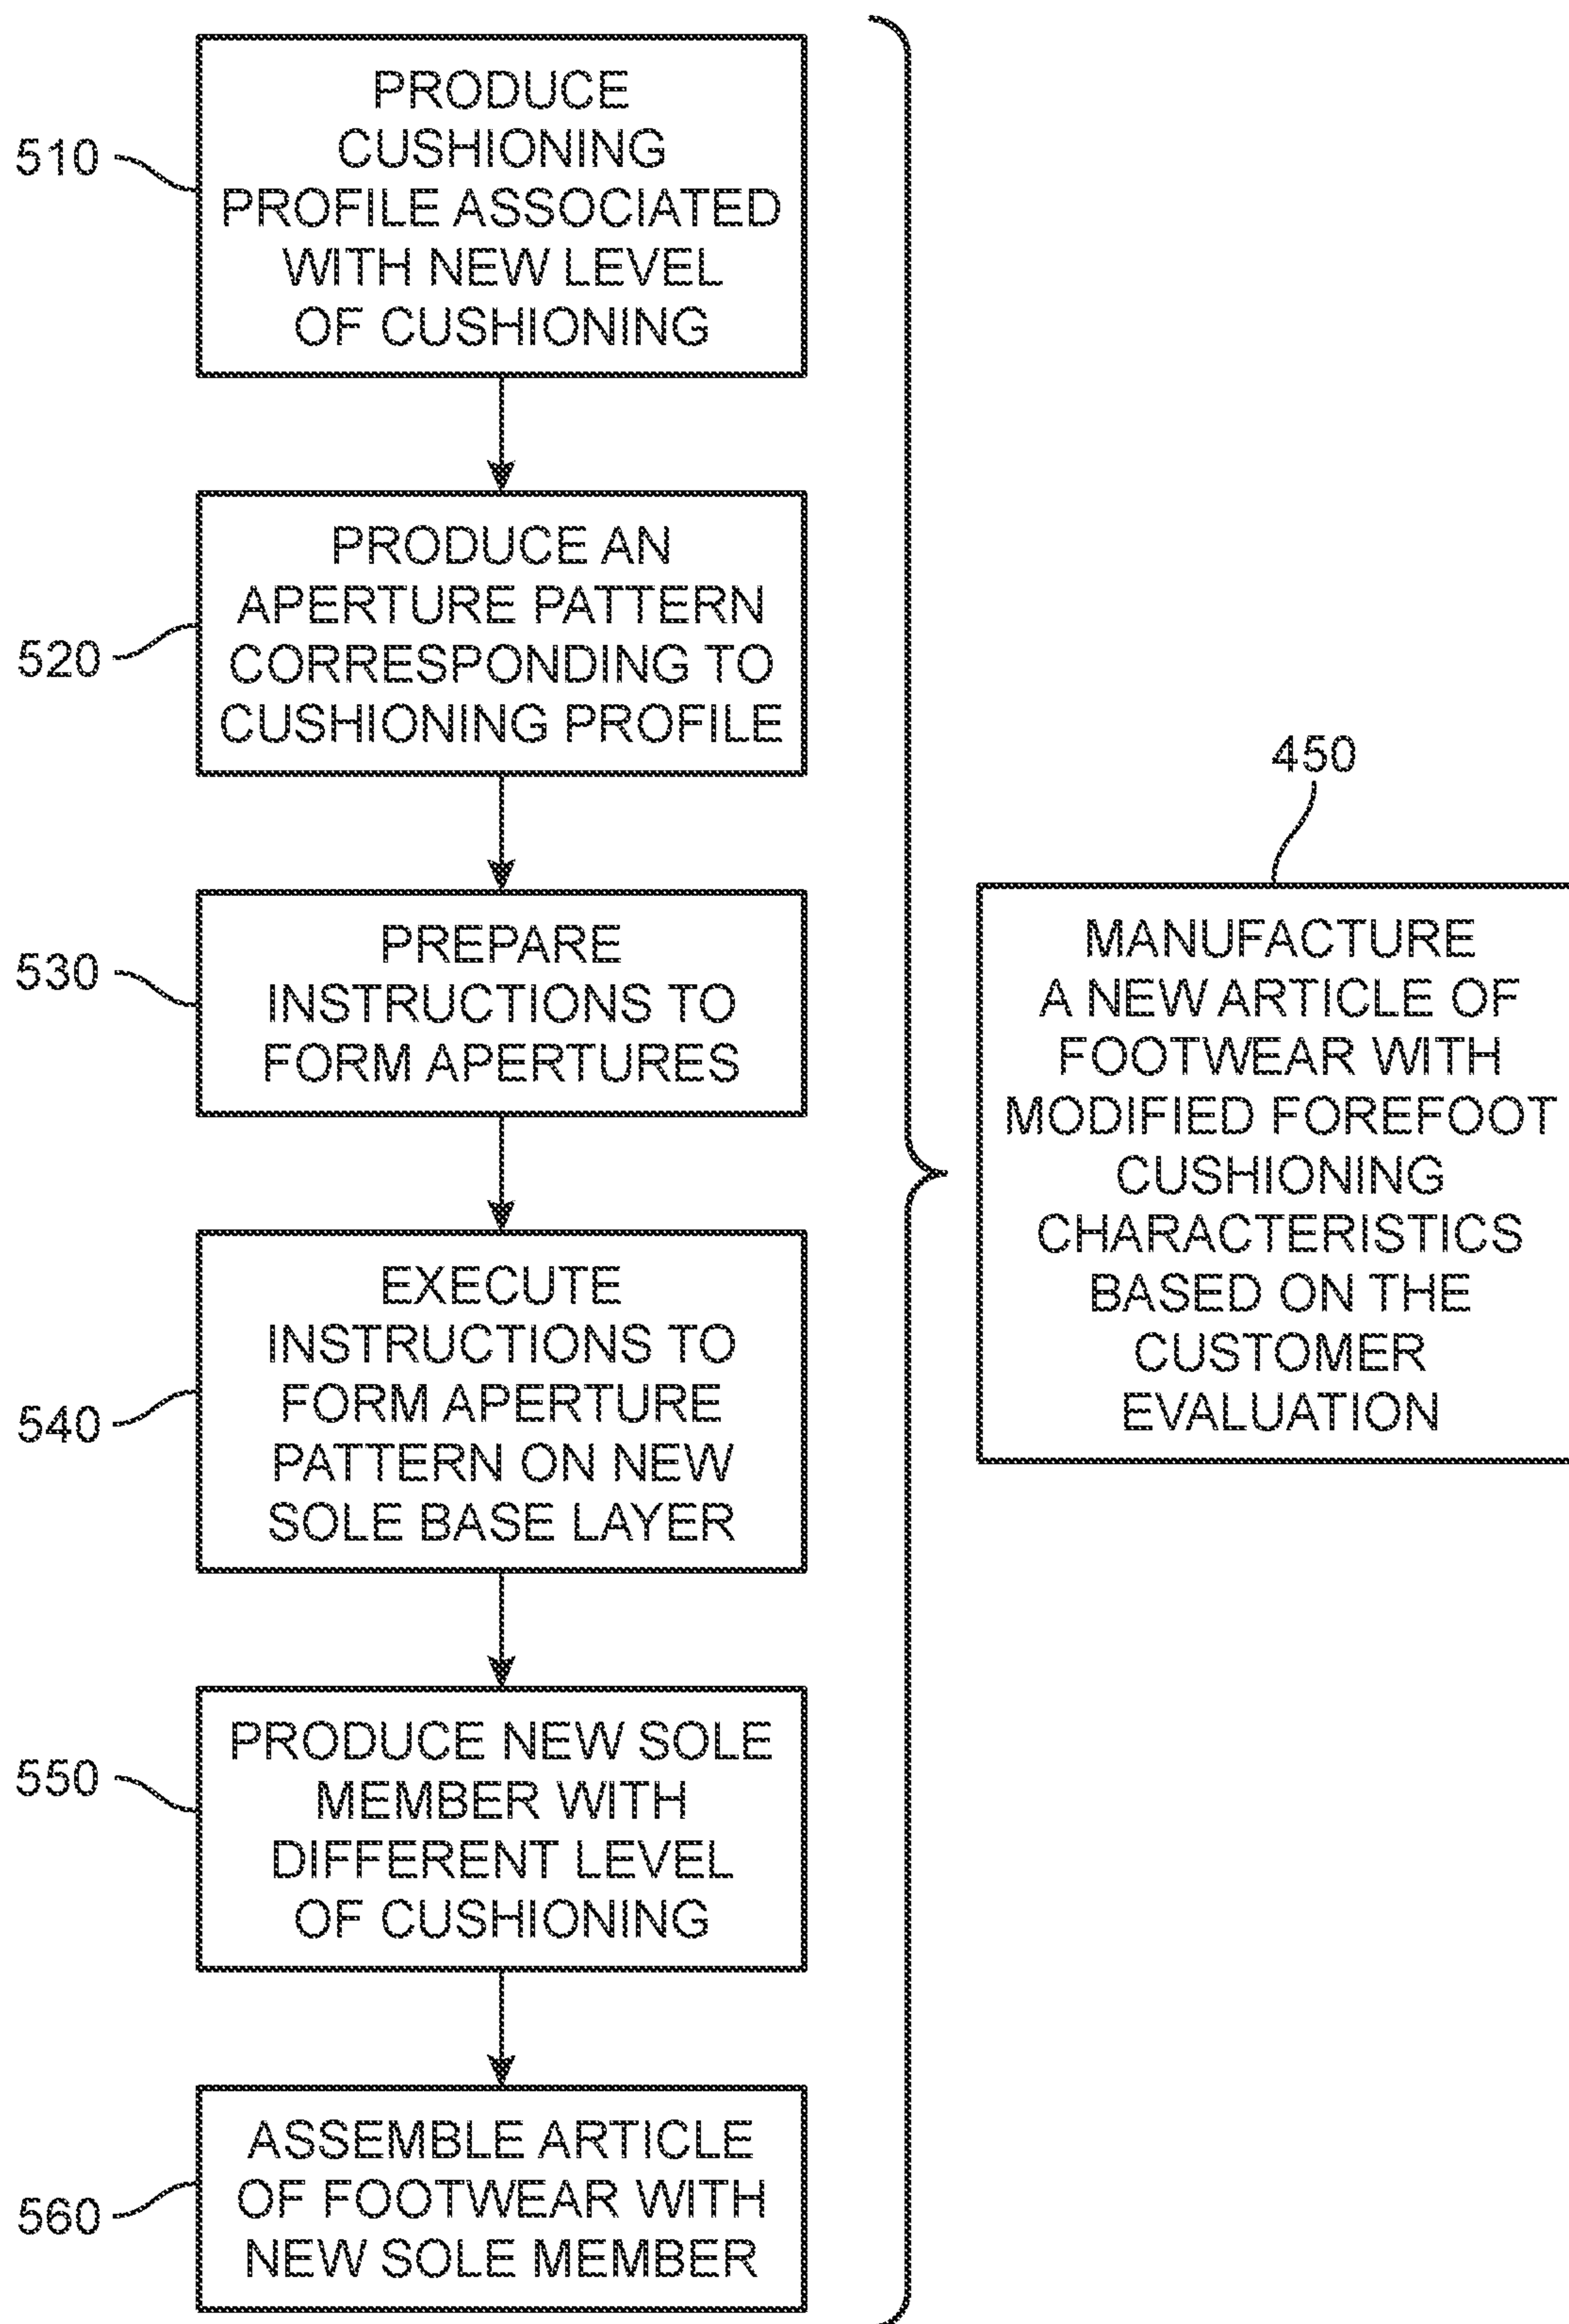 510
PRODUCE
CUSHIONING
PROFILE ASSOCIATED
WITH NEW LEVEL
OF CUSHIONING
520
PRODUCE AN
APERTURE PATTERN
CORRESPONDING TO
CUSHIONING PROFILE
530
PREPARE
INSTRUCTIONS TO
FORM APERTURES
540
EXECUTE
INSTRUCTIONS TO
FORM APERTURE
PATTERN ON NEW
SOLE BASE LAYER
550
PRODUCE NEW SOLE
MEMBER WITH
DIFFERENT LEVEL
OF CUSHIONING
560
ASSEMBLE ARTICLE
OF FOOTWEAR WITH
NEW SOLE MEMBER
450
MANUFACTURE
A NEW ARTICLE OF
FOOTWEAR WITH
MODIFIED FOREFOOT
CUSHIONING
CHARACTERISTICS
BASED ON THE
CUSTOMER
EVALUATION